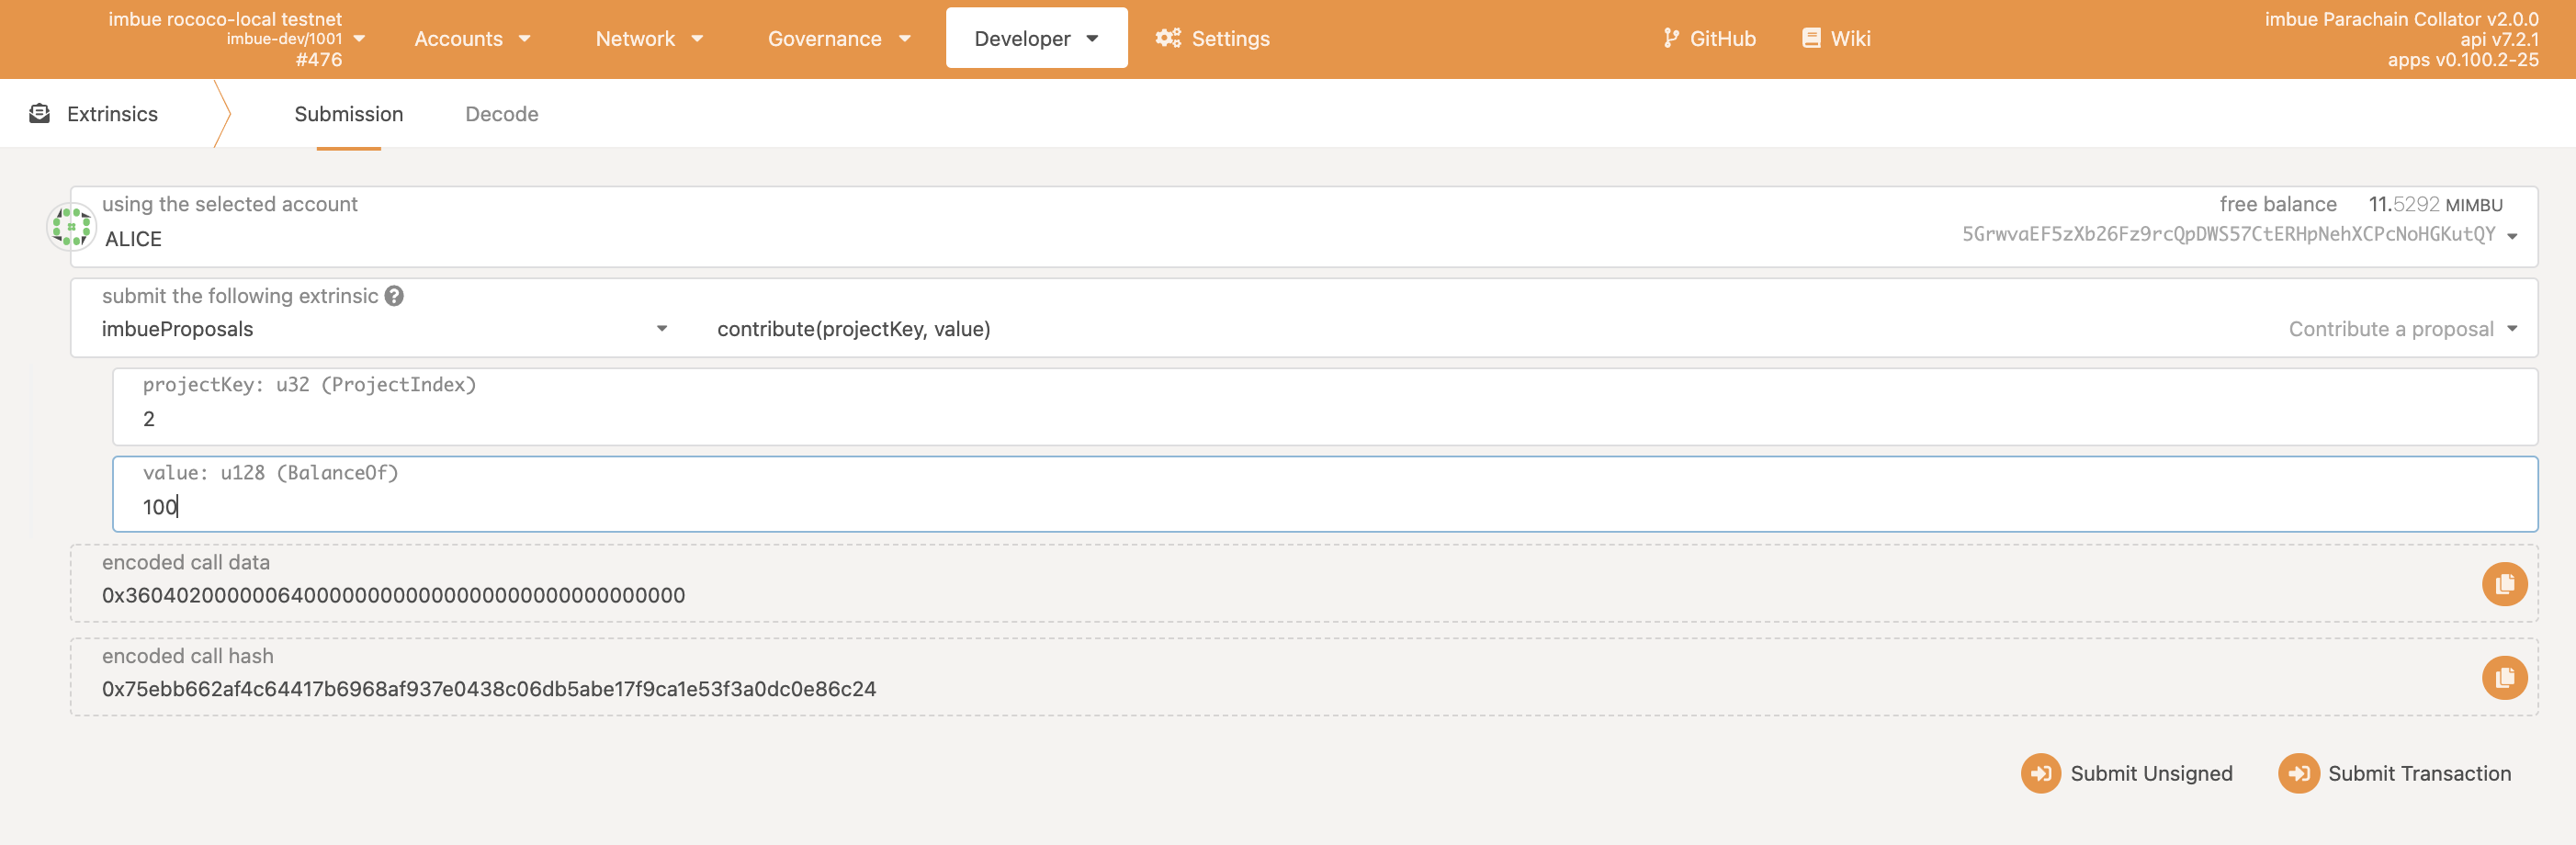 imbue rococo-local testnet
imbue-dev/1001
#476
Accounts
Network
Governance
Developer
Settings
GitHub
Wiki
imbue Parachain Collator v2.0.0
api v7.2.1
apps v0.100.2-25
Extrinsics
Submission
Decode
using the selected account
ALICE
free balance 11.5292 MIMBU
5GrwvaEF5zXb26Fz9rcQpDWS57CtERHpNehXCPcNoHGKutQY
submit the following extrinsic
imbueProposals
contribute(projectKey, value)
Contribute a proposal
projectKey: u32 (ProjectIndex)
2
value: u128 (BalanceOf)
100
encoded call data
0x36040200000064000000000000000000000000000000
encoded call hash
0x75ebb662af4c64417b6968af937e0438c06db5abe17f9ca1e53f3a0dc0e86c24
Submit Unsigned
Submit Transaction